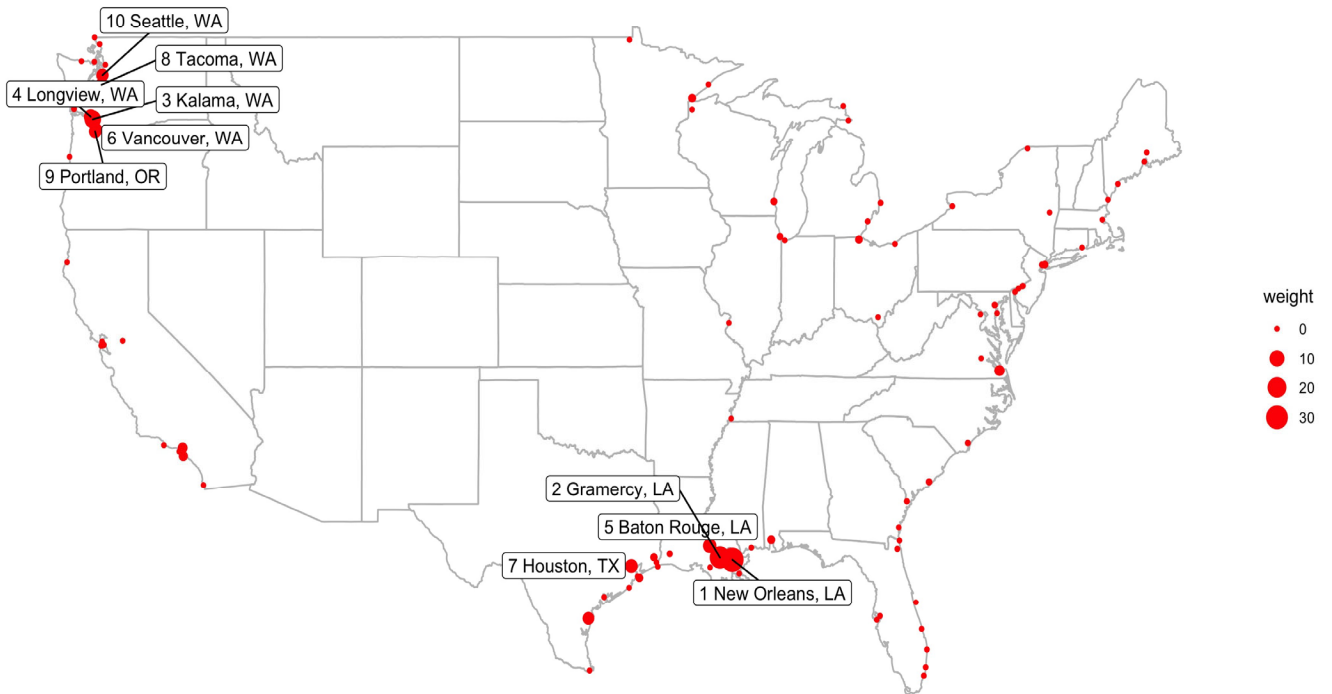 10 Seattle, WA
8 Tacoma, WA
4 Longview, WA
3 Kalama, WA
6 Vancouver, WA
9 Portland, OR
2 Gramercy, LA
5 Baton Rouge, LA
7 Houston, TX
1 New Orleans, LA
weight
0
10
20
30